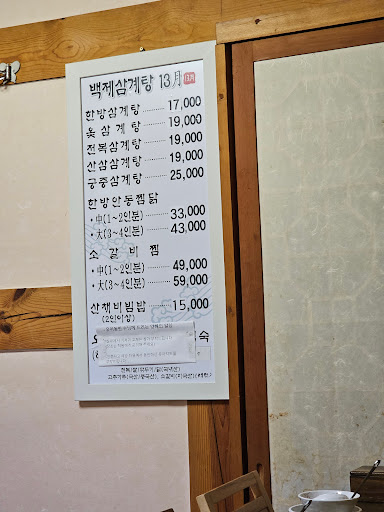 백제삼계탕 13月
한방삼계탕 17,000
옻삼계탕 19,000
전복삼계탕 19,000
산삼삼계탕 19,000
궁중삼계탕 25,000
한방안동찜닭
·中(1~2인분) 33,000
·大(3~4인분) 43,000
소갈비찜
·中(1~2인분) 49,000
·大(3~4인분) 59,000
산채비빔밥 15,000
(2인이상)
숙